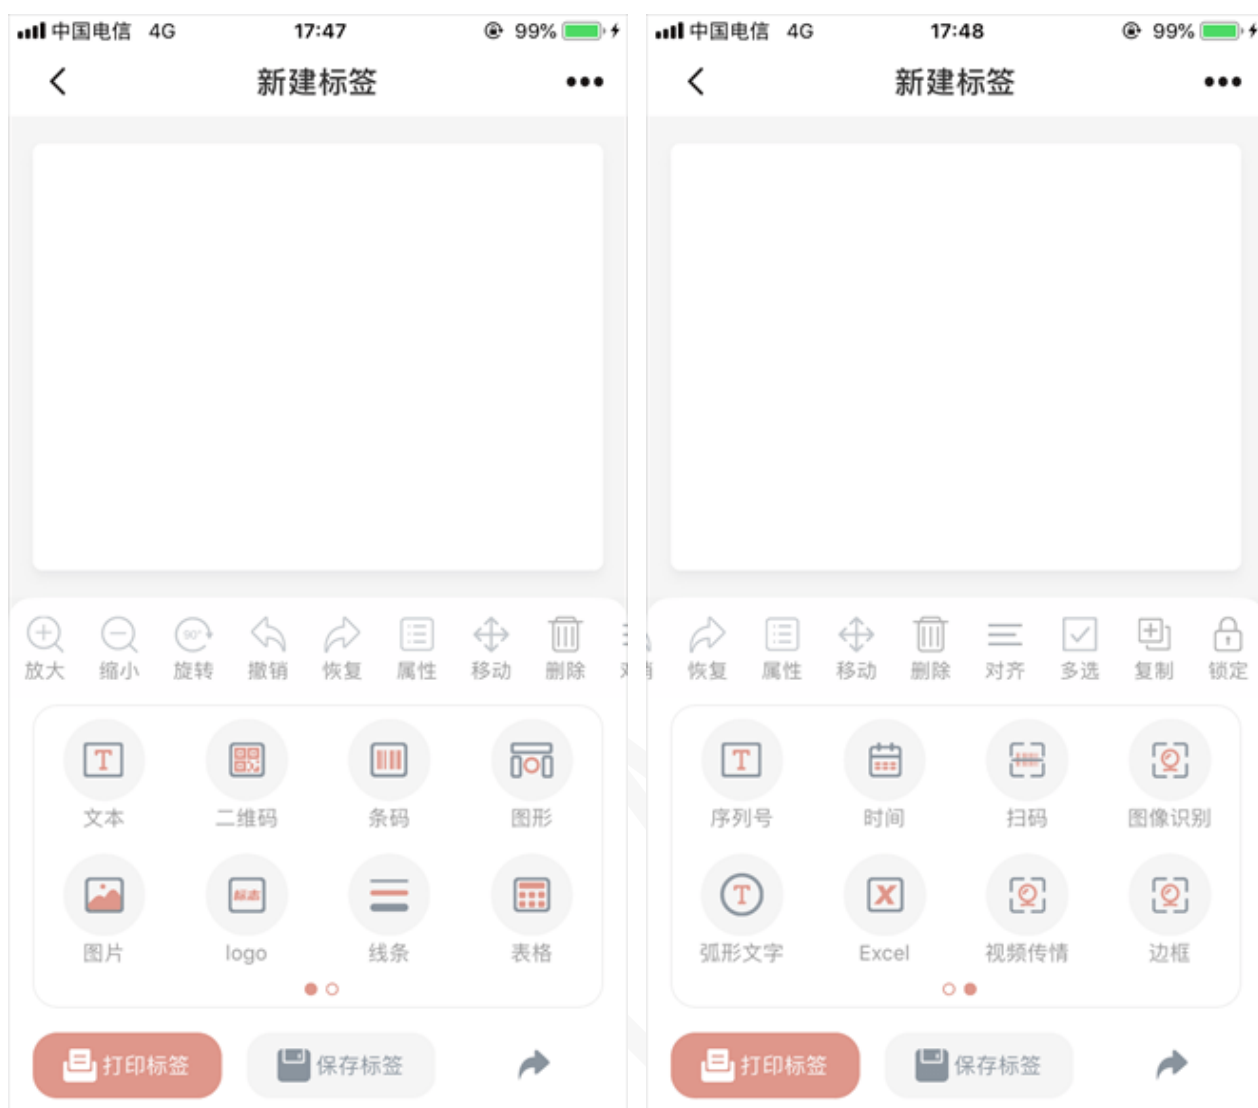 中国电信 4G 17:47 99%
新建标签
放大 缩小 90° 旋转 撤销 恢复 属性 移动 删除
文本 二维码 条码 图形
标志
图片 logo 线条 表格
打印标签 保存标签
中国电信 4G 17:48 99%
新建标签
恢复 属性 移动 删除 对齐 多选 复制 锁定
序列号 时间 扫码 图像识别
弧形文字 Excel 视频传情 边框
打印标签 保存标签